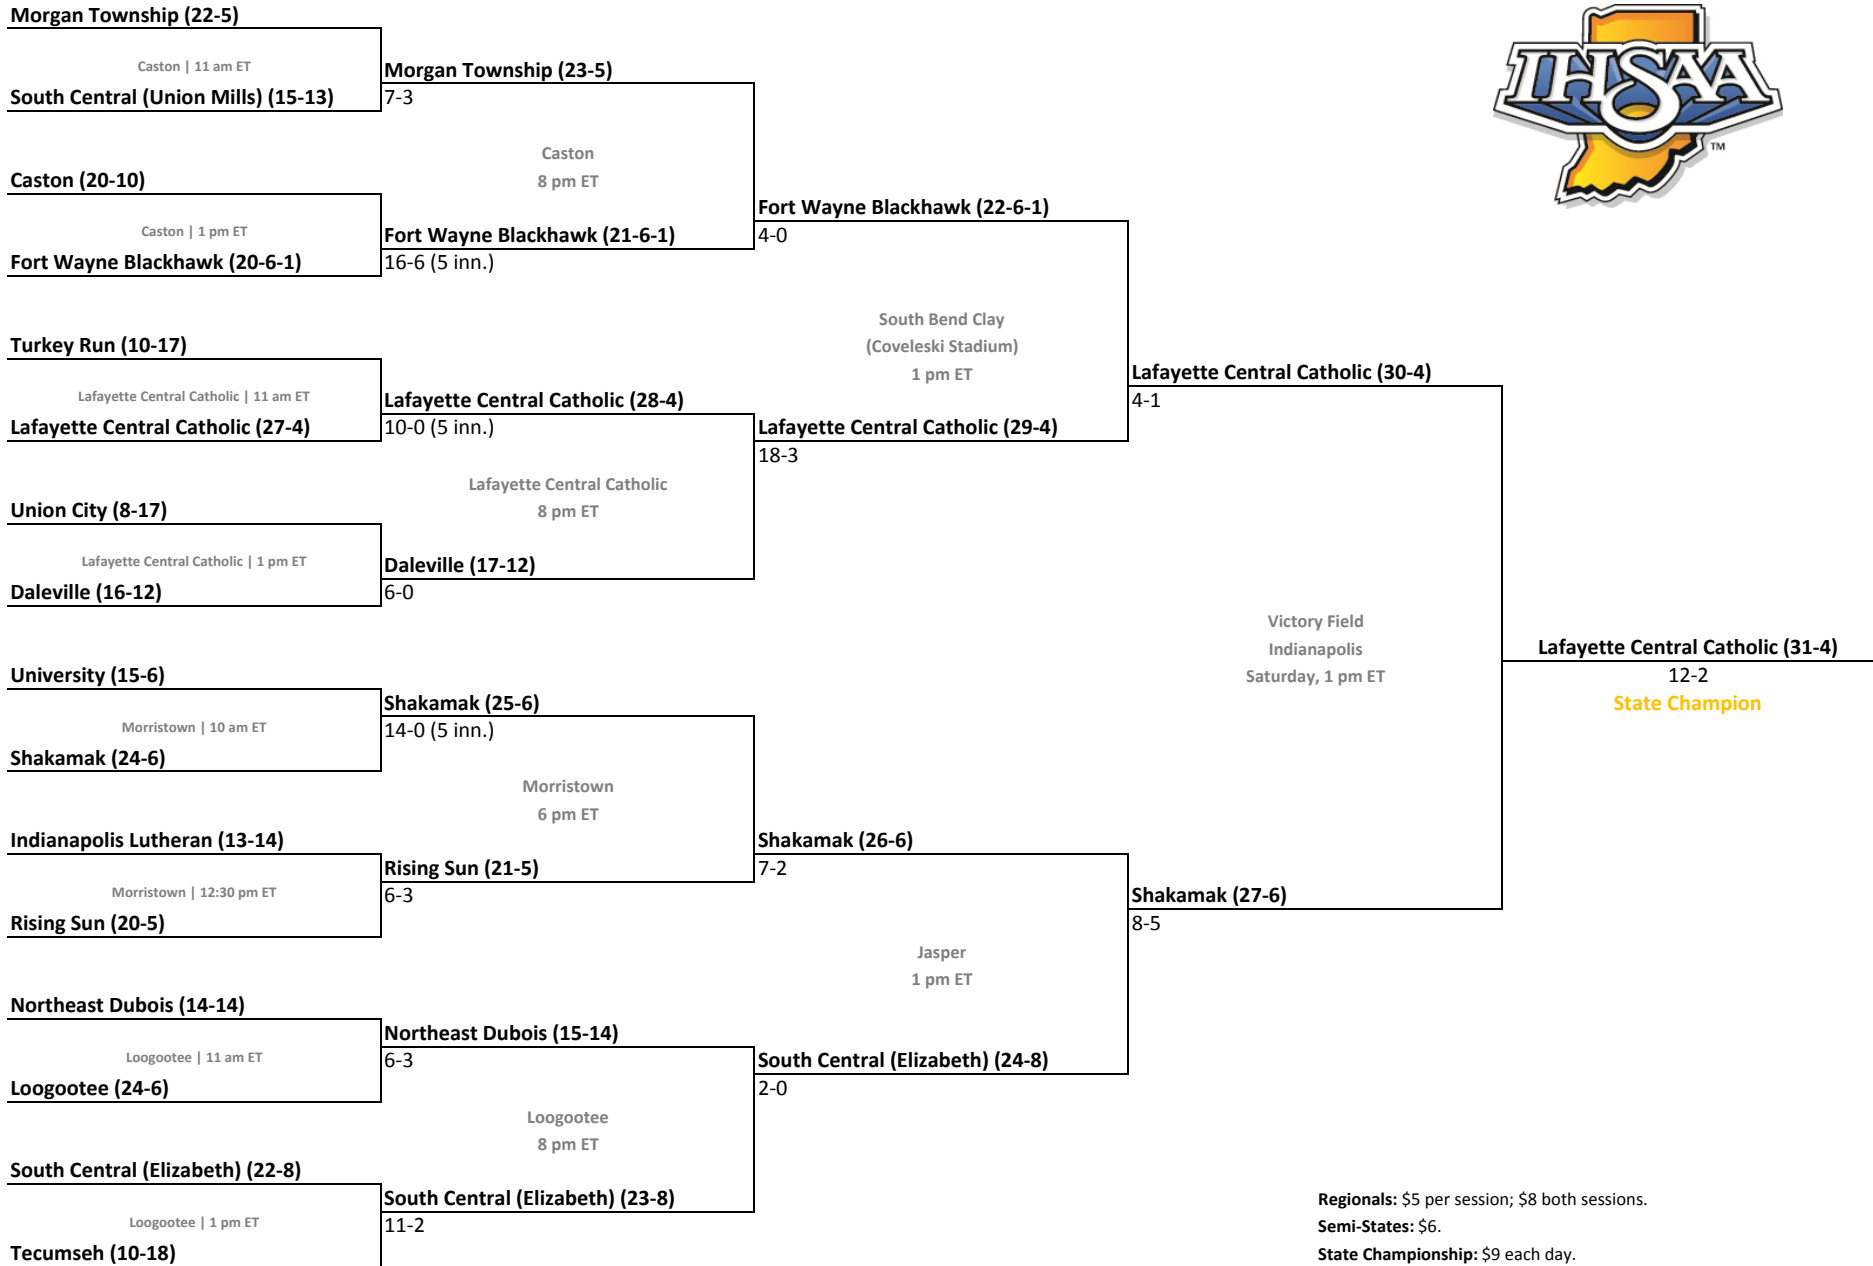 Morgan Township (22-5)
Caston | 11 am ET
South Central (Union Mills) (15-13)
Morgan Township (23-5)
7-3
Caston
8 pm ET
Caston (20-10)
Caston | 1 pm ET
Fort Wayne Blackhawk (20-6-1)
Fort Wayne Blackhawk (21-6-1)
16-6 (5 inn.)
Fort Wayne Blackhawk (22-6-1)
4-0
South Bend Clay
(Coveleski Stadium)
1 pm ET
Turkey Run (10-17)
Lafayette Central Catholic | 11 am ET
Lafayette Central Catholic (27-4)
Lafayette Central Catholic (28-4)
10-0 (5 inn.)
Lafayette Central Catholic
8 pm ET
Lafayette Central Catholic (29-4)
18-3
Union City (8-17)
Lafayette Central Catholic | 1 pm ET
Daleville (16-12)
Daleville (17-12)
6-0
Lafayette Central Catholic (30-4)
4-1
Victory Field
Indianapolis
Saturday, 1 pm ET
Lafayette Central Catholic (31-4)
12-2
State Champion
University (15-6)
Morristown | 10 am ET
Shakamak (24-6)
Shakamak (25-6)
14-0 (5 inn.)
Morristown
6 pm ET
Indianapolis Lutheran (13-14)
Morristown | 12:30 pm ET
Rising Sun (20-5)
Rising Sun (21-5)
6-3
Shakamak (26-6)
7-2
Jasper
1 pm ET
Shakamak (27-6)
8-5
Northeast Dubois (14-14)
Loogootee | 11 am ET
Loogootee (24-6)
Northeast Dubois (15-14)
6-3
Loogootee
8 pm ET
South Central (Elizabeth) (24-8)
2-0
South Central (Elizabeth) (22-8)
Loogootee | 1 pm ET
Tecumseh (10-18)
South Central (Elizabeth) (23-8)
11-2
IHSAA
TM
Regionals: $5 per session; $8 both sessions.
Semi-States: $6.
State Championship: $9 each day.